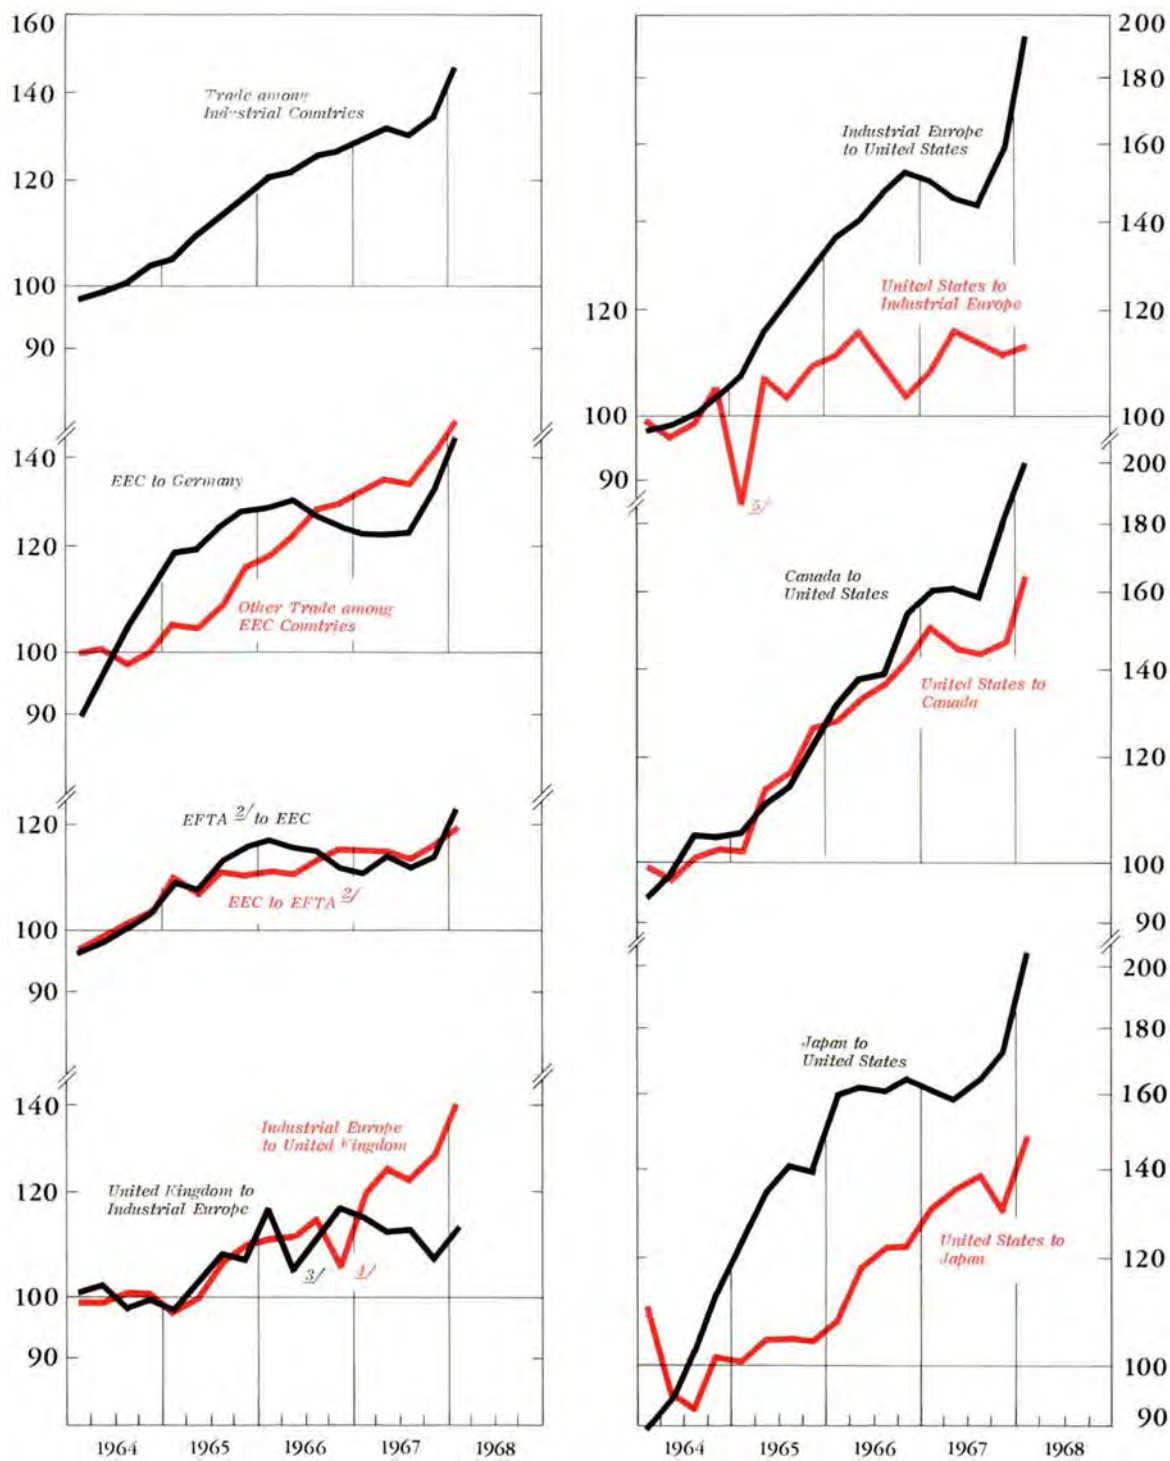 160
140
120
100
90
Trade among
Industrial Countries
140
120
100
90
EEC to Germany
Other Trade among
EEC Countries
120
100
90
EFTA 2/ to EEC
EEC to EFTA 2/
140
120
100
90
Industrial Europe
to United Kingdom
United Kingdom to
Industrial Europe
3/
4/
1964 1965 1966 1967 1968
200
180
160
140
120
100
120
100
90
Industrial Europe
to United States
United States to
Industrial Europe
5/
200
180
160
140
120
100
90
Canada to
United States
United States to
Canada
200
180
160
140
120
100
90
Japan to
United States
United States to
Japan
1964 1965 1966 1967 1968